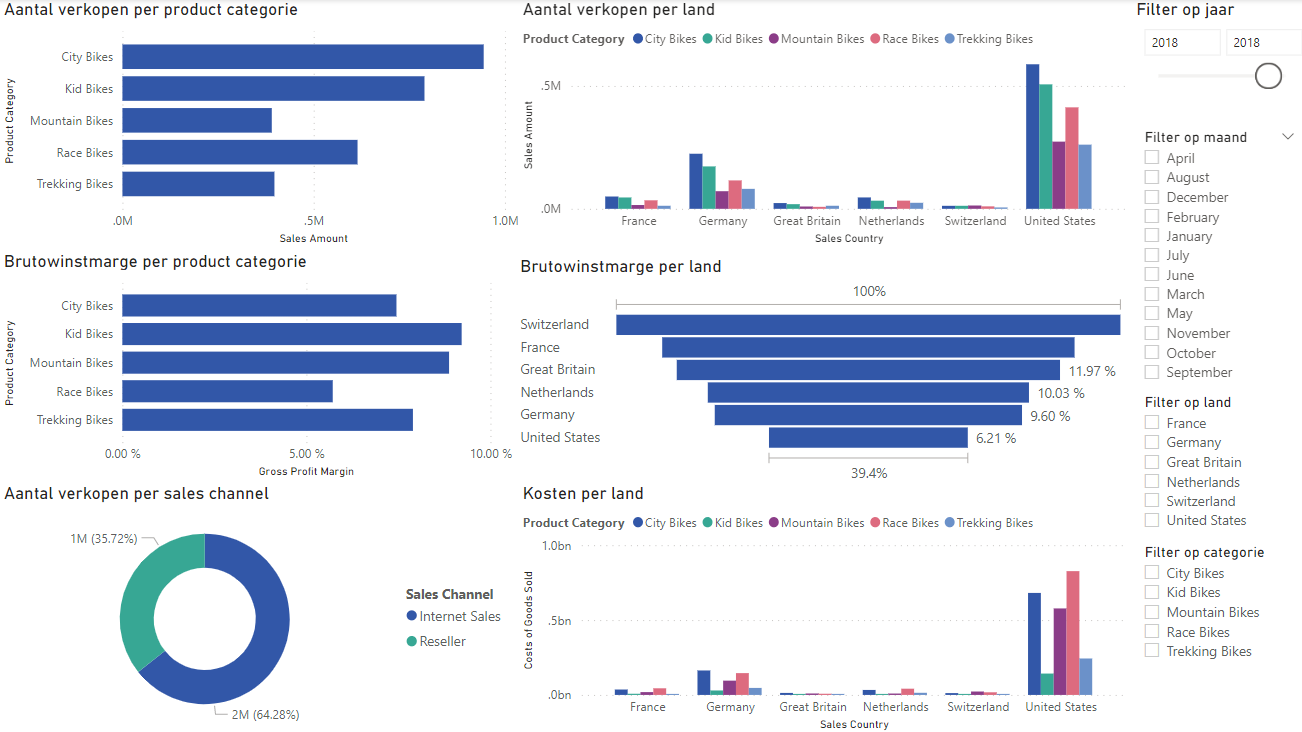 Aantal verkopen per product categorie
Product Category
City Bikes
Kid Bikes
Mountain Bikes
Race Bikes
Trekking Bikes
.0M .5M 1.0M
Sales Amount
Aantal verkopen per land
Product Category City Bikes Kid Bikes Mountain Bikes Race Bikes Trekking Bikes
Sales Amount
.5M
.0M
France Germany Great Britain Netherlands Switzerland United States
Sales Country
Brutowinstmarge per product categorie
Product Category
City Bikes
Kid Bikes
Mountain Bikes
Race Bikes
Trekking Bikes
0.00 % 5.00 % 10.00 %
Gross Profit Margin
Brutowinstmarge per land
100%
Switzerland
France
Great Britain 11.97 %
Netherlands 10.03 %
Germany 9.60 %
United States 6.21 %
39.4%
Aantal verkopen per sales channel
1M (35.72%)
2M (64.28%)
Sales Channel
Internet Sales
Reseller
Kosten per land
Product Category City Bikes Kid Bikes Mountain Bikes Race Bikes Trekking Bikes
Costs of Goods Sold
1.0bn
.5bn
.0bn
France Germany Great Britain Netherlands Switzerland United States
Sales Country
Filter op jaar
2018 2018
Filter op maand
April
August
December
February
January
July
June
March
May
November
October
September
Filter op land
France
Germany
Great Britain
Netherlands
Switzerland
United States
Filter op categorie
City Bikes
Kid Bikes
Mountain Bikes
Race Bikes
Trekking Bikes